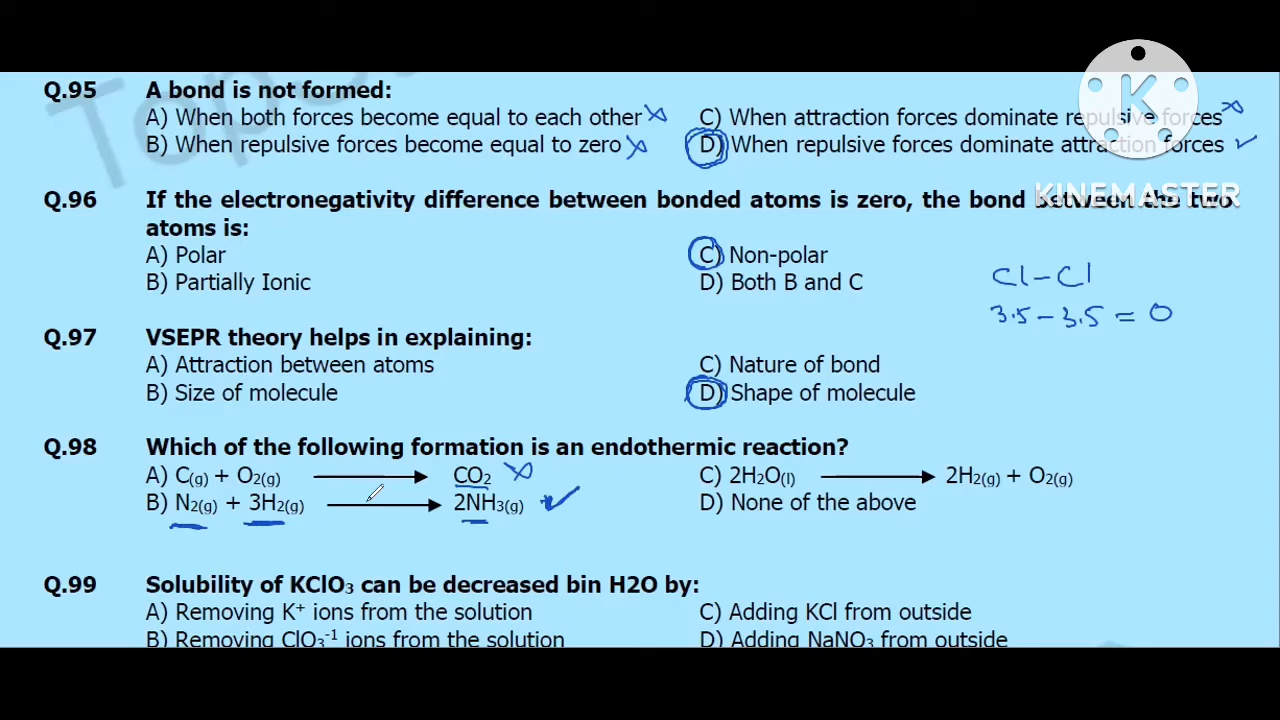 Q.95 A bond is not formed:
A) When both forces become equal to each other C) When attraction forces dominate repulsive forces
B) When repulsive forces become equal to zero D) When repulsive forces dominate attraction forces
K
KINEMASTER
Q.96 If the electronegativity difference between bonded atoms is zero, the bond between the two
atoms is:
A) Polar C) Non-polar
B) Partially Ionic D) Both B and C
Cl - Cl
3.5 - 3.5 = 0
Q.97 VSEPR theory helps in explaining:
A) Attraction between atoms C) Nature of bond
B) Size of molecule D) Shape of molecule
Q.98 Which of the following formation is an endothermic reaction?
A) C(g) + O2(g) → CO2 C) 2H2O(l) → 2H2(g) + O2(g)
B) N2(g) + 3H2(g) → 2NH3(g) D) None of the above
Q.99 Solubility of KClO3 can be decreased bin H2O by:
A) Removing K+ ions from the solution C) Adding KCl from outside
B) Removing ClO3-1 ions from the solution D) Adding NaNO3 from outside